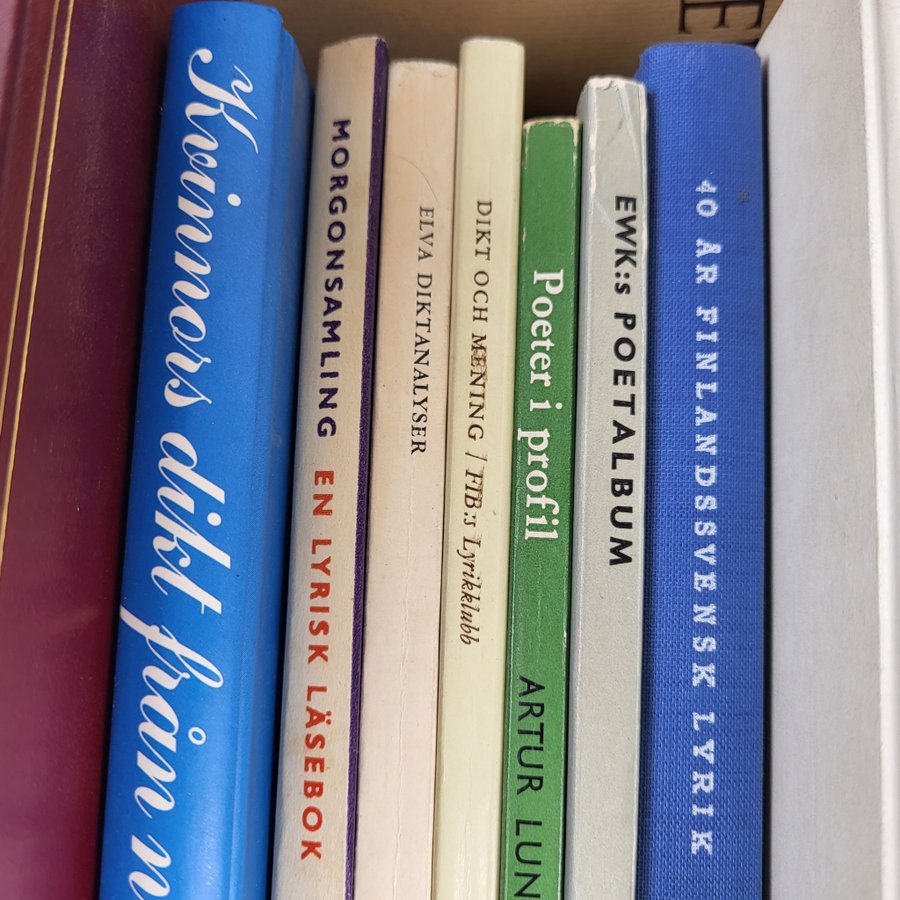 Kvinnors dikt från
MORGONSAMLING EN LYRISK LÄSEBOK
ELVA DIKTANALYSER
DIKT OCH MENING / FIB:s Lyrikklubb
Poeter i profil ARTUR LUN
EWK:s POETALBUM
40 ÅR FINLANDSSVENSK LYRIK